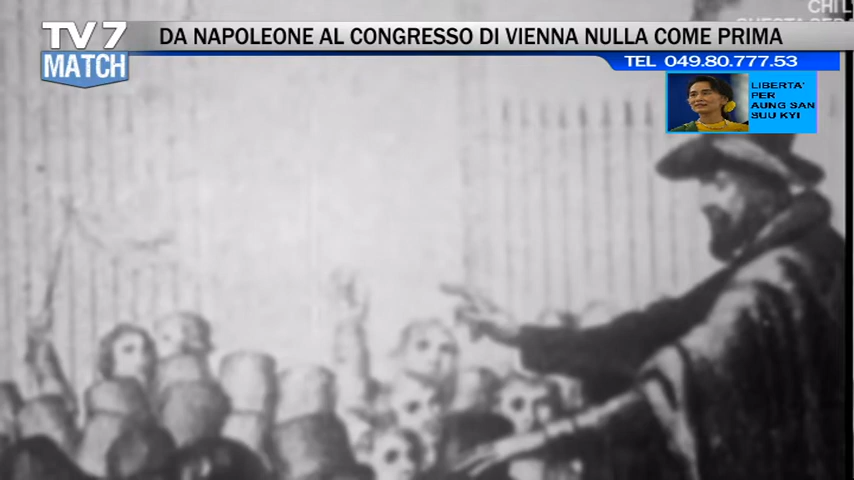 CHI L
TV7
MATCH
DA NAPOLEONE AL CONGRESSO DI VIENNA NULLA COME PRIMA
TEL 049.80.777.53
LIBERTA'
PER
AUNG SAN
SUU KYI